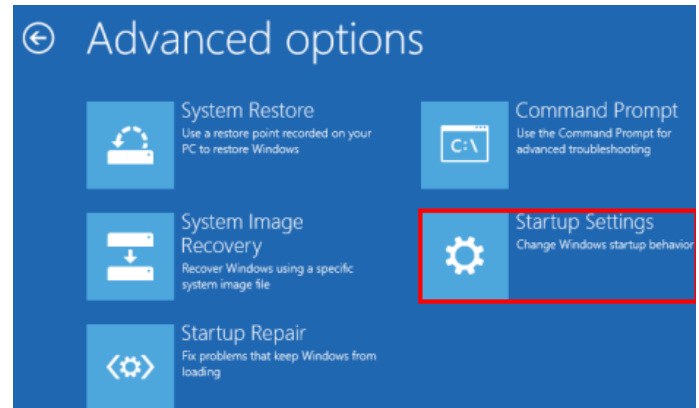 Advanced options
System Restore
Use a restore point recorded on your
PC to restore Windows
System Image
Recovery
Recover Windows using a specific
system image file
Startup Repair
Fix problems that keep Windows from
loading
C:\
Command Prompt
Use the Command Prompt for
advanced troubleshooting
Startup Settings
Change Windows startup behavior